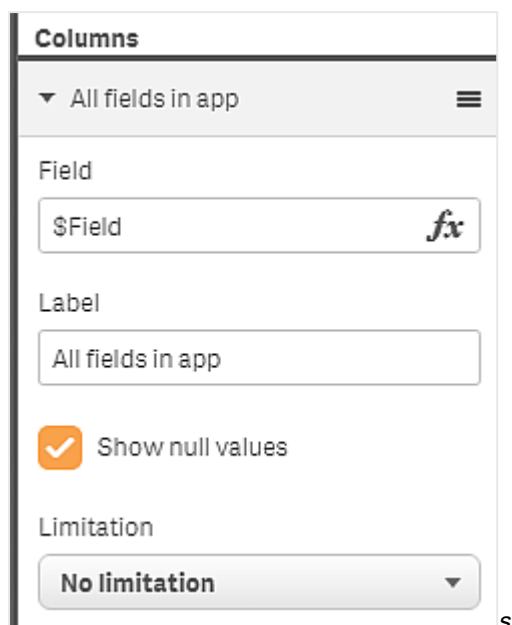 Columns
All fields in app
Field
$Field fx
Label
All fields in app
Show null values
Limitation
No limitation
s